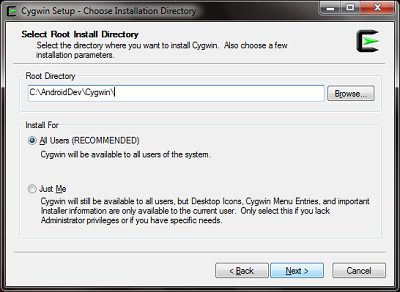 Cygwin Setup - Choose Installation Directory
Select Root Install Directory
Select the directory where you want to install Cygwin. Also choose a few
installation parameters.
Root Directory
C:\AndroidDev\Cygwin\
Browse...
Install For
All Users (RECOMMENDED)
Cygwin will be available to all users of the system.
Just Me
Cygwin will still be available to all users, but Desktop Icons, Cygwin Menu Entries, and important
Installer information are only available to the current user. Only select this if you lack
Administrator privileges or if you have specific needs.
< Back
Next >
Cancel